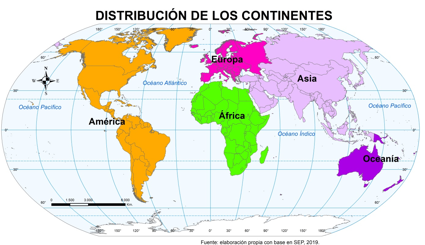 DISTRIBUCIÓN DE LOS CONTINENTES
Europa
Asia
Océano Atlántico
Océano Pacífico
Océano Pacífico
América
África
Océano Índico
Oceanía
Fuente: elaboración propia con base en SEP, 2019.